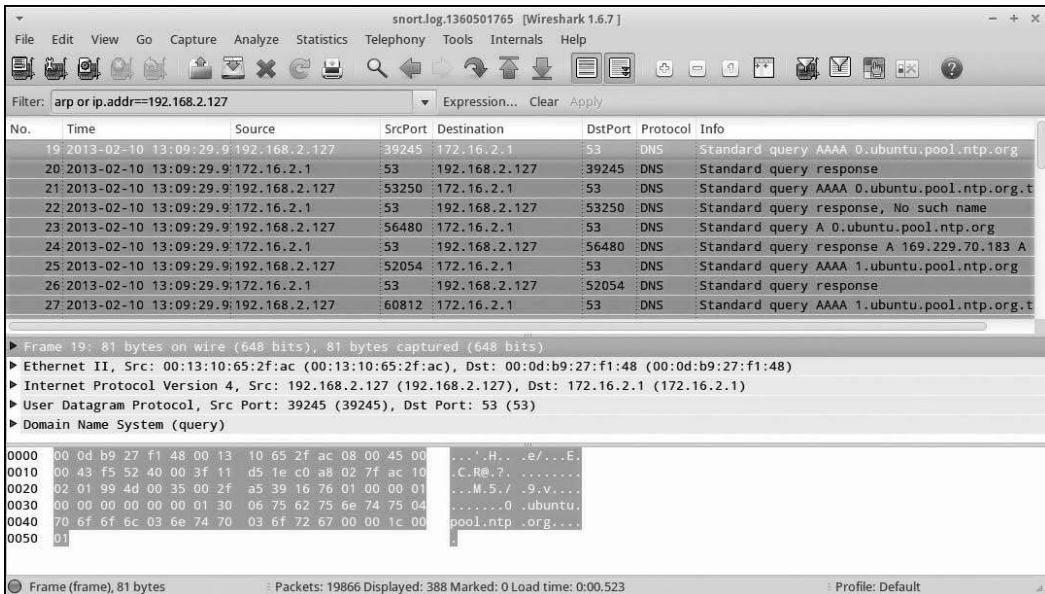 snort.log.1360501765 [Wireshark 1.6.7 ]
File Edit View Go Capture Analyze Statistics Telephony Tools Internals Help
Filter: arp or ip.addr==192.168.2.127 Expression... Clear Apply
No. Time Source SrcPort Destination DstPort Protocol Info
19 2013-02-10 13:09:29.9 192.168.2.127 39245 172.16.2.1 53 DNS Standard query AAAA 0.ubuntu.pool.ntp.org
20 2013-02-10 13:09:29.9 172.16.2.1 53 192.168.2.127 39245 DNS Standard query response
21 2013-02-10 13:09:29.9 192.168.2.127 53250 172.16.2.1 53 DNS Standard query AAAA 0.ubuntu.pool.ntp.org.t
22 2013-02-10 13:09:29.9 172.16.2.1 53 192.168.2.127 53250 DNS Standard query response, No such name
23 2013-02-10 13:09:29.9 192.168.2.127 56480 172.16.2.1 53 DNS Standard query A 0.ubuntu.pool.ntp.org
24 2013-02-10 13:09:29.9 172.16.2.1 53 192.168.2.127 56480 DNS Standard query response A 169.229.70.183 A
25 2013-02-10 13:09:29.9 192.168.2.127 52054 172.16.2.1 53 DNS Standard query AAAA 1.ubuntu.pool.ntp.org
26 2013-02-10 13:09:29.9 172.16.2.1 53 192.168.2.127 52054 DNS Standard query response
27 2013-02-10 13:09:29.9 192.168.2.127 60812 172.16.2.1 53 DNS Standard query AAAA 1.ubuntu.pool.ntp.org.t
Frame 19: 81 bytes on wire (648 bits), 81 bytes captured (648 bits)
Ethernet II, Src: 00:13:10:65:2f:ac (00:13:10:65:2f:ac), Dst: 00:0d:b9:27:f1:48 (00:0d:b9:27:f1:48)
Internet Protocol Version 4, Src: 192.168.2.127 (192.168.2.127), Dst: 172.16.2.1 (172.16.2.1)
User Datagram Protocol, Src Port: 39245 (39245), Dst Port: 53 (53)
Domain Name System (query)
0000 00 0d b9 27 f1 48 00 13 10 65 2f ac 08 00 45 00 ...'.H.. .e/...E.
0010 00 43 f5 52 40 00 3f 11 d5 1e c0 a8 02 7f ac 10 .C.R@.?. ........
0020 02 01 99 4d 00 35 00 2f a5 39 16 76 01 00 00 01 ...M.5./ .9.v....
0030 00 00 00 00 00 00 01 30 06 75 62 75 6e 74 75 04 .......0 .ubuntu.
0040 70 6f 6f 6c 03 6e 74 70 03 6f 72 67 00 00 1c 00 pool.ntp .org....
0050 01 .
Frame (frame), 81 bytes Packets: 19866 Displayed: 388 Marked: 0 Load time: 0:00.523 Profile: Default